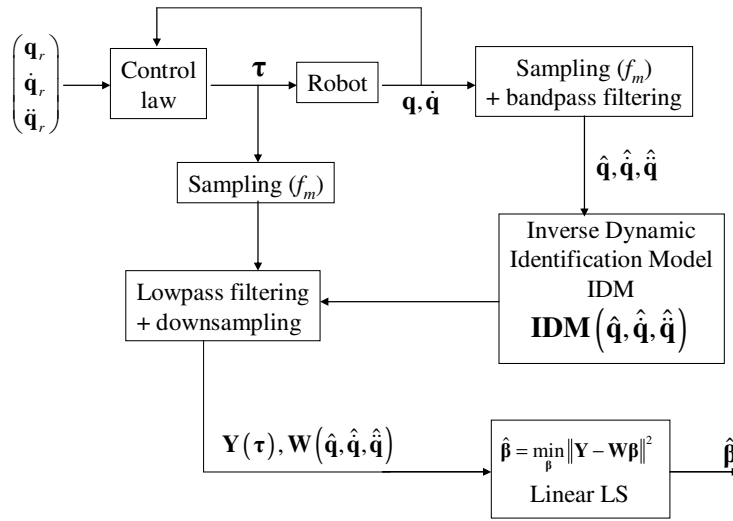 q_r
q̇_r
q̈_r
Control
law
τ
Robot
q, q̇
Sampling (f_m)
+ bandpass filtering
Sampling (f_m)
q̂, q̇̂, q̈̂
Inverse Dynamic
Identification Model
IDM
IDM(q̂, q̇̂, q̈̂)
Lowpass filtering
+ downsampling
Y(τ), W(q̂, q̇̂, q̈̂)
β̂ = min_β ‖Y − Wβ‖²
Linear LS
β̂